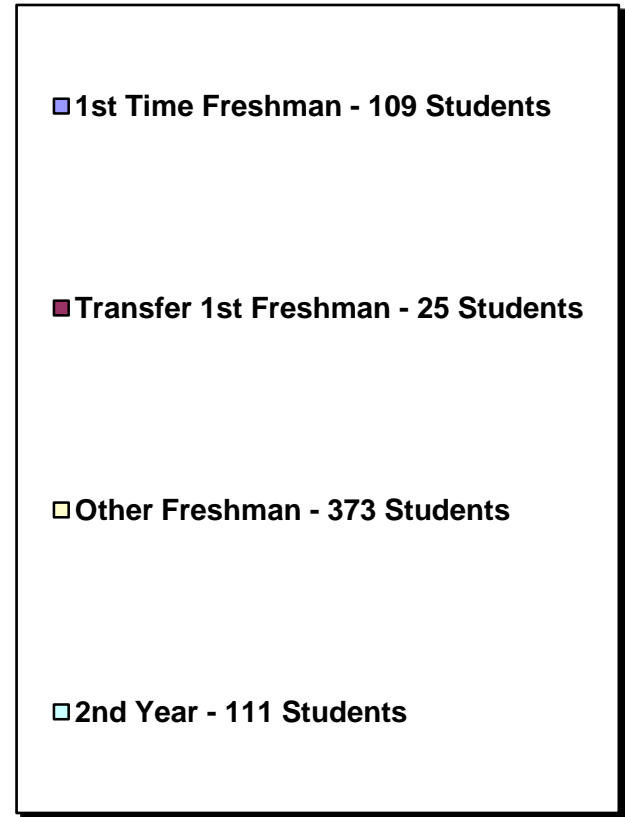 1st Time Freshman - 109 Students
Transfer 1st Freshman - 25 Students
Other Freshman - 373 Students
2nd Year - 111 Students